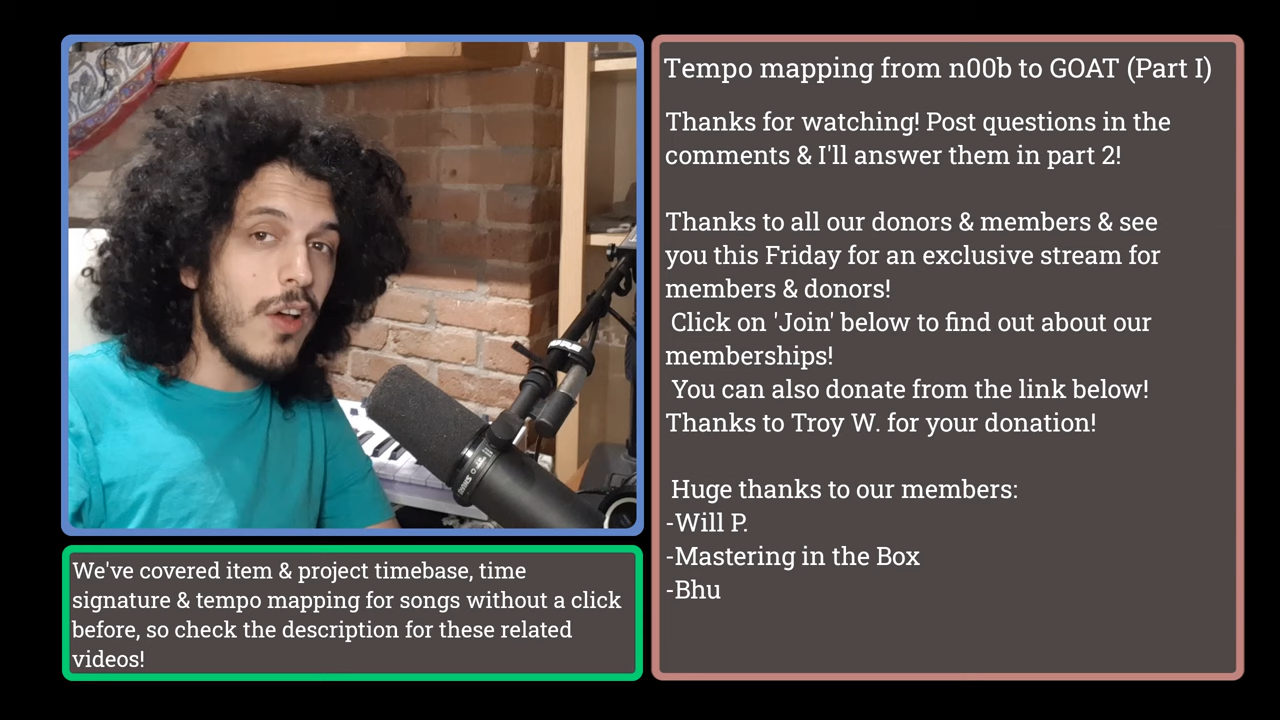 Tempo mapping from n00b to GOAT (Part I)
Thanks for watching! Post questions in the
comments & I'll answer them in part 2!
Thanks to all our donors & members & see
you this Friday for an exclusive stream for
members & donors!
Click on 'Join' below to find out about our
memberships!
You can also donate from the link below!
Thanks to Troy W. for your donation!
Huge thanks to our members:
-Will P.
-Mastering in the Box
-Bhu
We've covered item & project timebase, time
signature & tempo mapping for songs without a click
before, so check the description for these related
videos!
SHURE